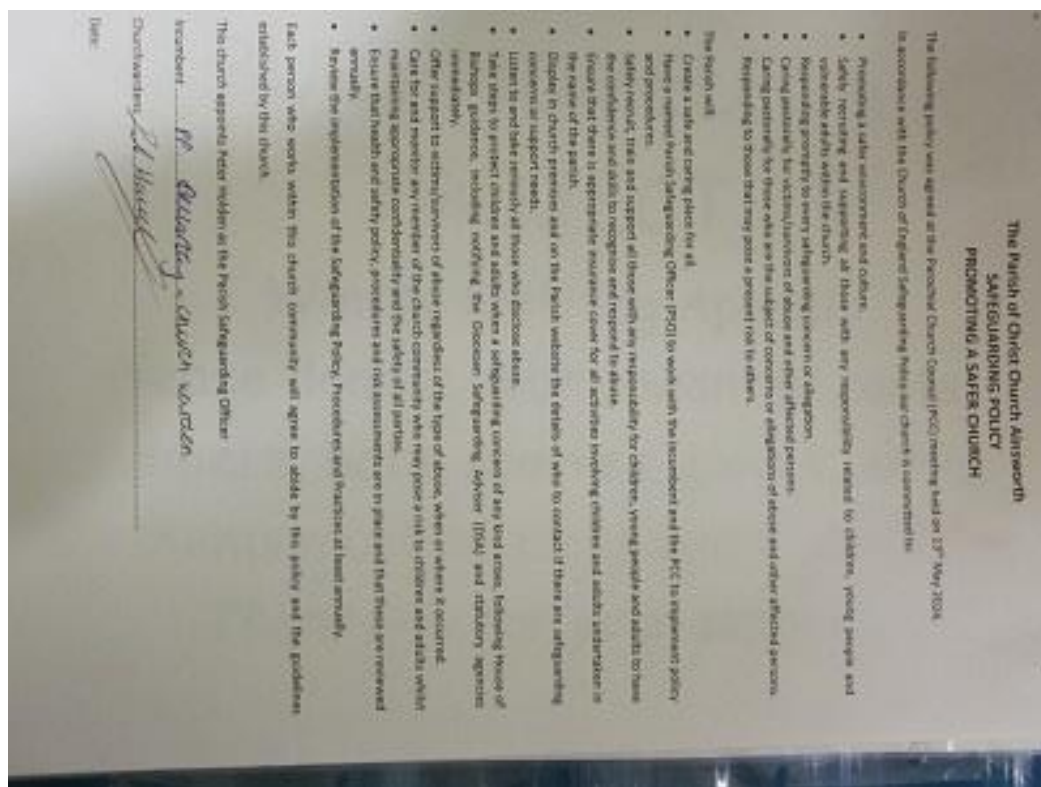 The Parish of Christ Church Ainsworth
SAFEGUARDING POLICY
PROMOTING A SAFER CHURCH
The following policy was agreed at the Parochial Church Council (PCC) meeting held on 13th May 2024
In accordance with the Church of England Safeguarding Policy our church is committed to:
• Promoting a safer environment and culture.
• Safely recruiting and supporting all those with any responsibility related to children, young people and
vulnerable adults within the church.
• Responding promptly to every safeguarding concern or allegation.
• Caring pastorally for victims/survivors of abuse and other affected persons.
• Caring pastorally for those who are the subject of concerns or allegations of abuse and other affected persons.
• Responding to those that may pose a present risk to others.
The Parish will:
• Create a safe and caring place for all.
• Have a named Parish Safeguarding Officer (PSO) to work with the incumbent and the PCC to implement policy
and procedures.
• Safely recruit, train and support all those with any responsibility for children, young people and adults to have
the confidence and skills to recognise and respond to abuse.
• Ensure that there is appropriate insurance cover for all activities involving children and adults undertaken in
the name of the parish.
• Display in church premises and on the Parish website the details of who to contact if there are safeguarding
concerns or support needs.
• Listen to and take seriously all those who disclose abuse.
• Take steps to protect children and adults when a safeguarding concern of any kind arises, following House of
Bishops guidance, including notifying the Diocesan Safeguarding Adviser (DSA) and statutory agencies
immediately.
• Offer support to victims/survivors of abuse regardless of the type of abuse, when or where it occurred.
• Care for and monitor any member of the church community who may pose a risk to children and adults whilst
maintaining appropriate confidentiality and the safety of all parties.
• Ensure that health and safety policy, procedures and risk assessments are in place and that these are reviewed
annually.
• Review the implementation of the Safeguarding Policy, Procedures and Practices at least annually.
Each person who works within this church community will agree to abide by this policy and the guidelines
established by this church.
This church appoints Peter Holden as the Parish Safeguarding Officer
Incumbent pp church warden
Churchwardens
Date: